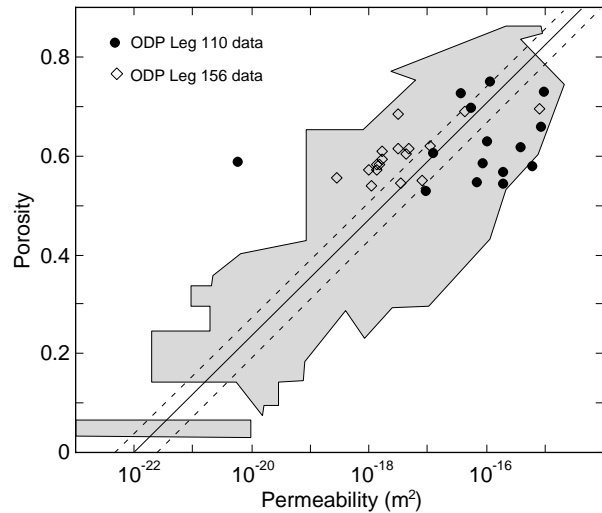 ODP Leg 110 data
ODP Leg 156 data
Porosity
0.8
0.6
0.4
0.2
0
10-22 10-20 10-18 10-16
Permeability (m2)